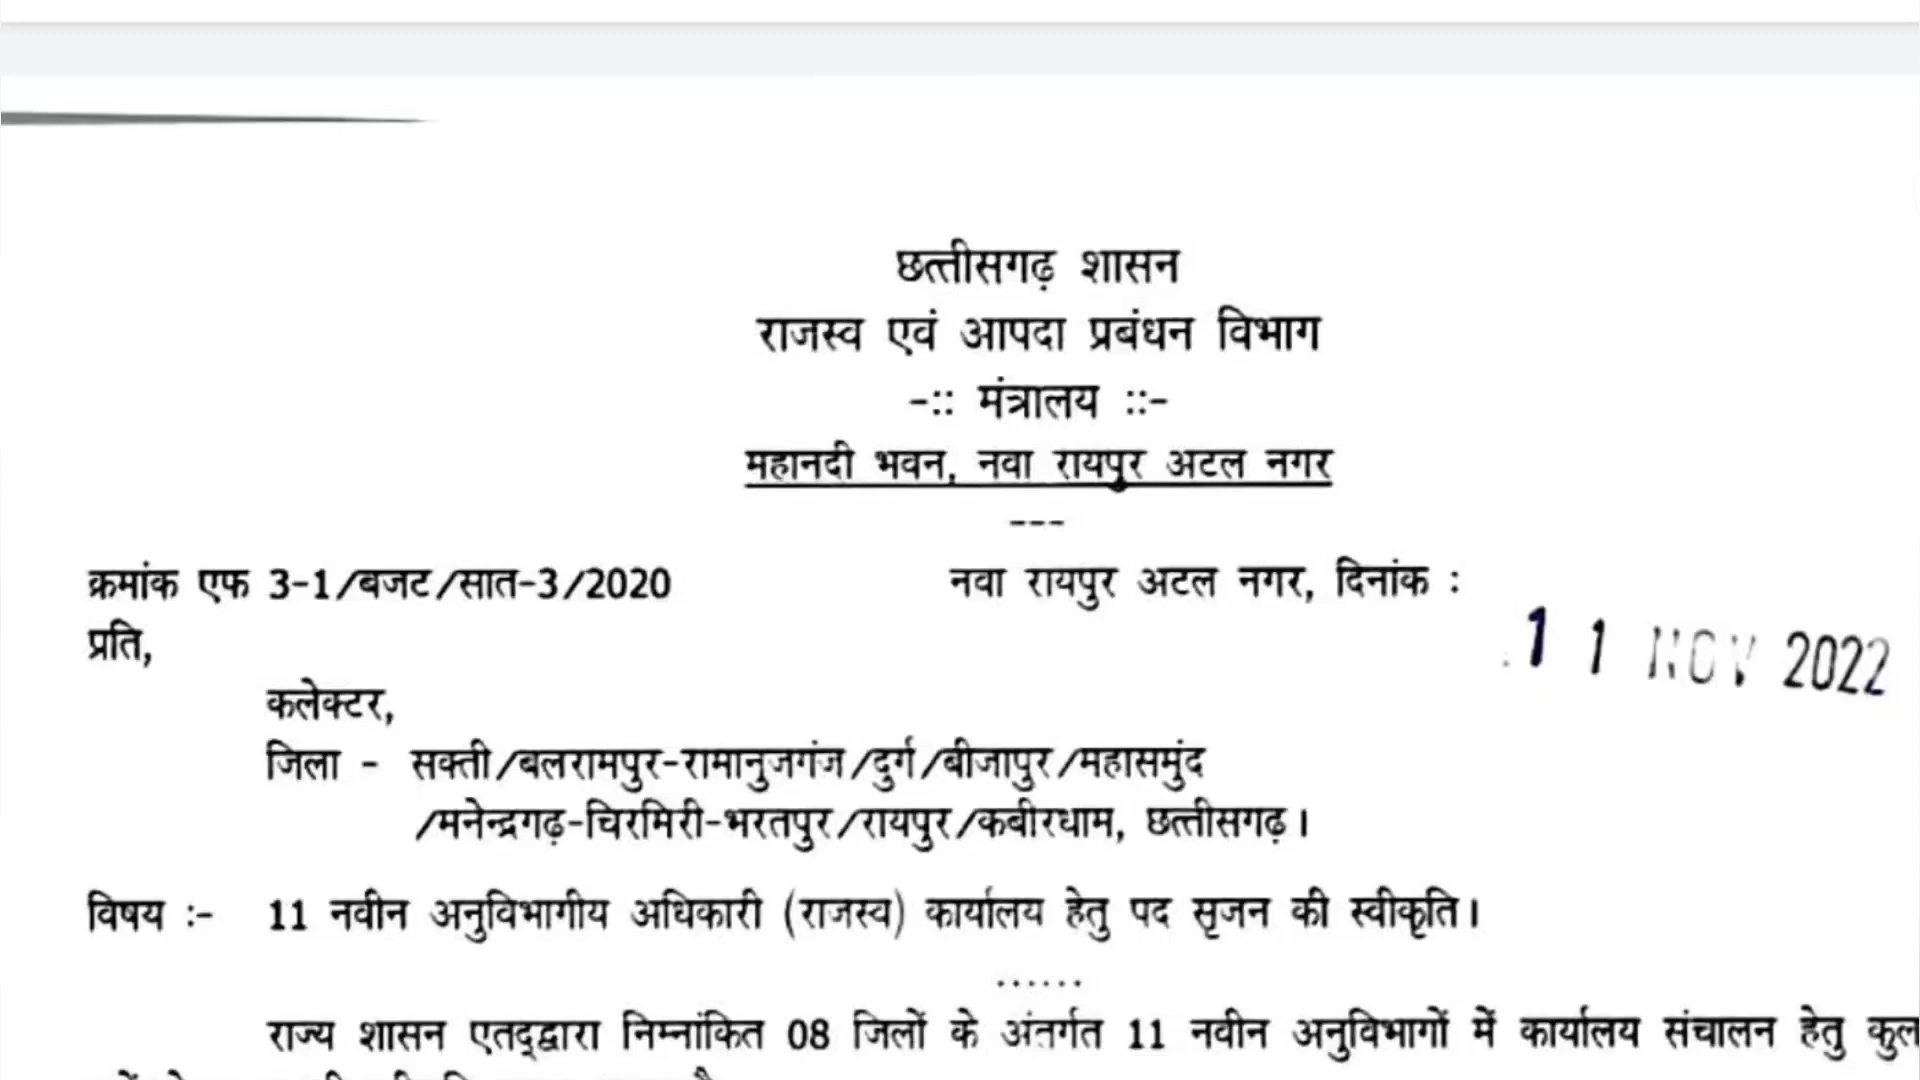 छत्तीसगढ़ शासन
राजस्व एवं आपदा प्रबंधन विभाग
-:: मंत्रालय ::-
महानदी भवन, नवा रायपुर अटल नगर
---
क्रमांक एफ 3-1/बजट/सात-3/2020 नवा रायपुर अटल नगर, दिनांक :
11 NOV 2022
प्रति,
कलेक्टर,
जिला - सक्ती/बलरामपुर-रामानुजगंज/दुर्ग/बीजापुर/महासमुंद
/मनेन्द्रगढ़-चिरमिरी-भरतपुर/रायपुर/कबीरधाम, छत्तीसगढ़।
विषय :- 11 नवीन अनुविभागीय अधिकारी (राजस्व) कार्यालय हेतु पद सृजन की स्वीकृति।
......
राज्य शासन एतद्द्वारा निम्नांकित 08 जिलों के अंतर्गत 11 नवीन अनुविभागों में कार्यालय संचालन हेतु कुल